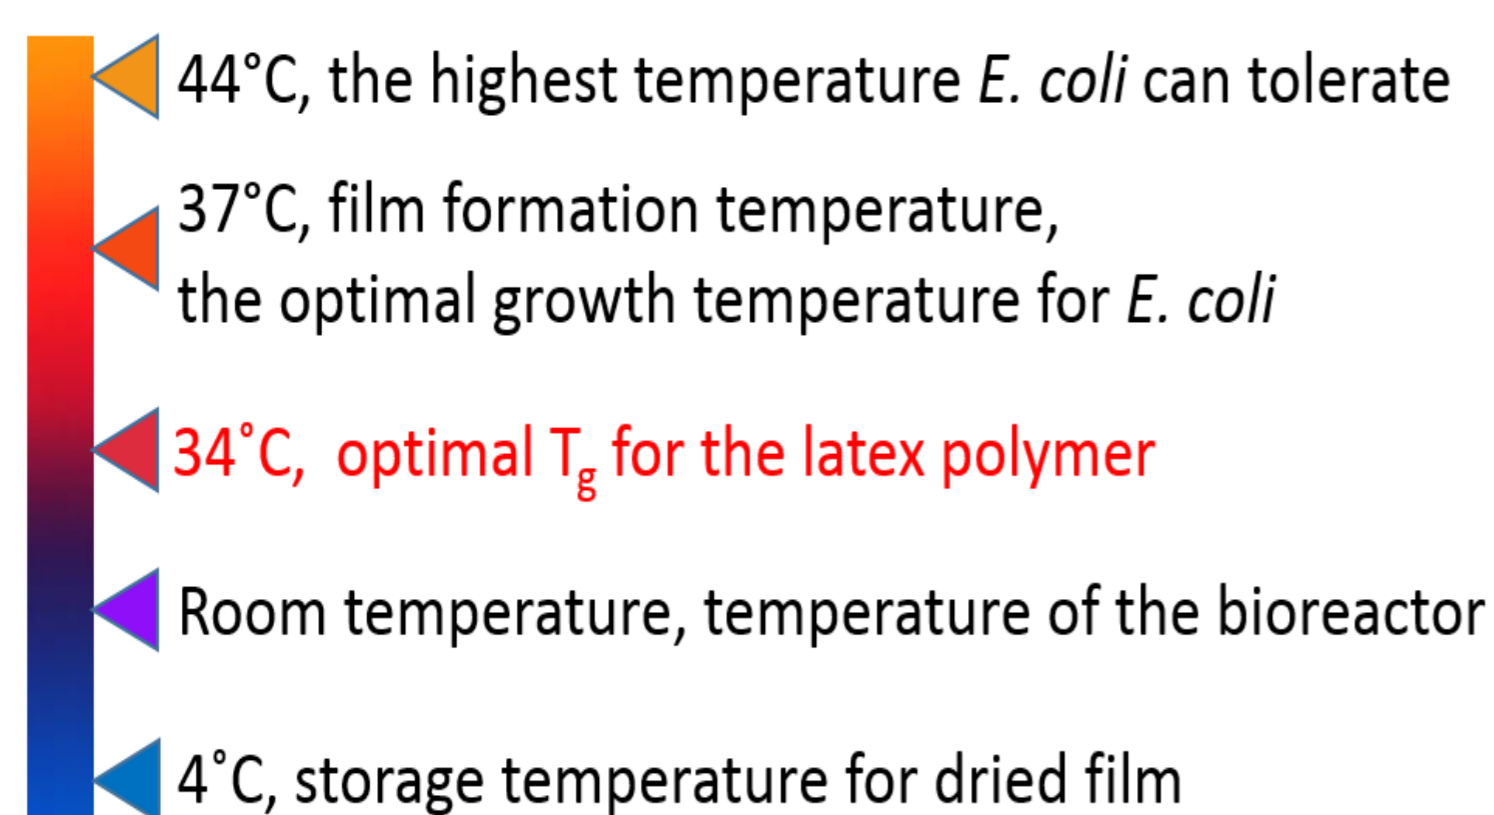 44°C, the highest temperature E. coli can tolerate
37°C, film formation temperature,
the optimal growth temperature for E. coli
34˚C,  optimal Tg for the latex polymer
Room temperature, temperature of the bioreactor
4˚C, storage temperature for dried film